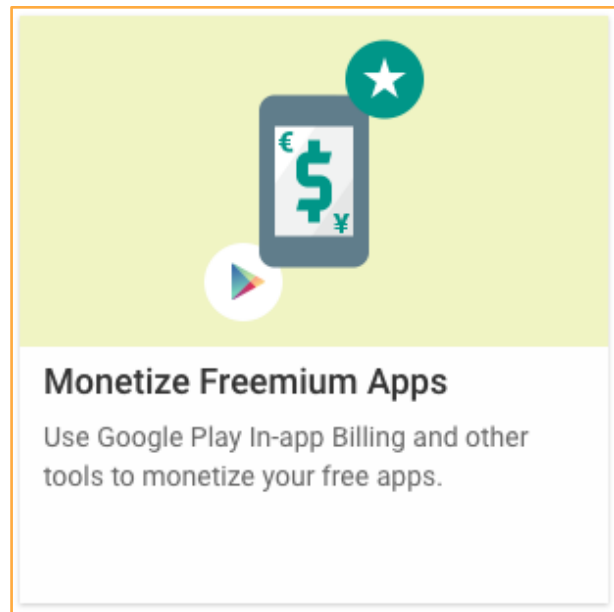 €
$
¥
Monetize Freemium Apps
Use Google Play In-app Billing and other
tools to monetize your free apps.